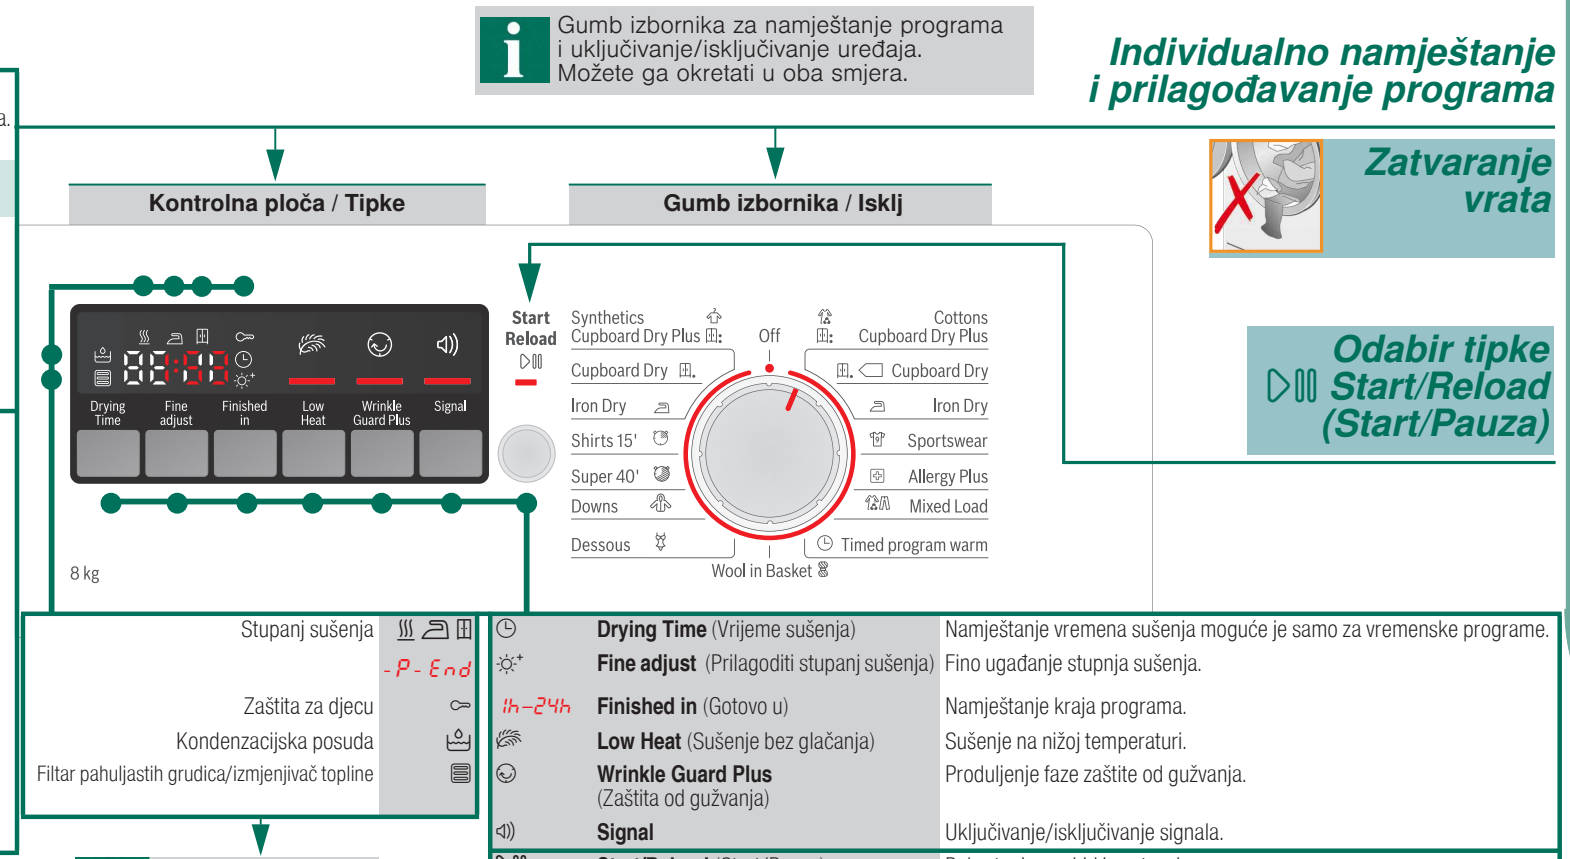 Gumb izbornika za namještanje programa
i uključivanje/isključivanje uređaja.
Možete ga okretati u oba smjera.
Individualno namještanje
i prilagođavanje programa
a.
Zatvaranje
vrata
Kontrolna ploča / Tipke
Gumb izbornika / Isklj
Odabir tipke
Start/Reload
(Start/Pauza)
Drying Time
Fine adjust
Finished in
Low Heat
Wrinkle Guard Plus
Signal
Start
Reload
Synthetics
Cupboard Dry Plus
Cupboard Dry
Iron Dry
Shirts 15'
Super 40'
Downs
Dessous
Off
Cottons
Cupboard Dry Plus
Cupboard Dry
Iron Dry
Sportswear
Allergy Plus
Mixed Load
Timed program warm
Wool in Basket
8 kg
Stupanj sušenja
-P-End
Zaštita za djecu
Kondenzacijska posuda
Filtar pahuljastih grudica/izmjenjivač topline
Drying Time (Vrijeme sušenja) Namještanje vremena sušenja moguće je samo za vremenske programe.
Fine adjust (Prilagoditi stupanj sušenja) Fino ugađanje stupnja sušenja.
1h-24h Finished in (Gotovo u) Namještanje kraja programa.
Low Heat (Sušenje bez glačanja) Sušenje na nižoj temperaturi.
Wrinkle Guard Plus Produljenje faze zaštite od gužvanja.
(Zaštita od gužvanja)
Signal Uključivanje/isključivanje signala.